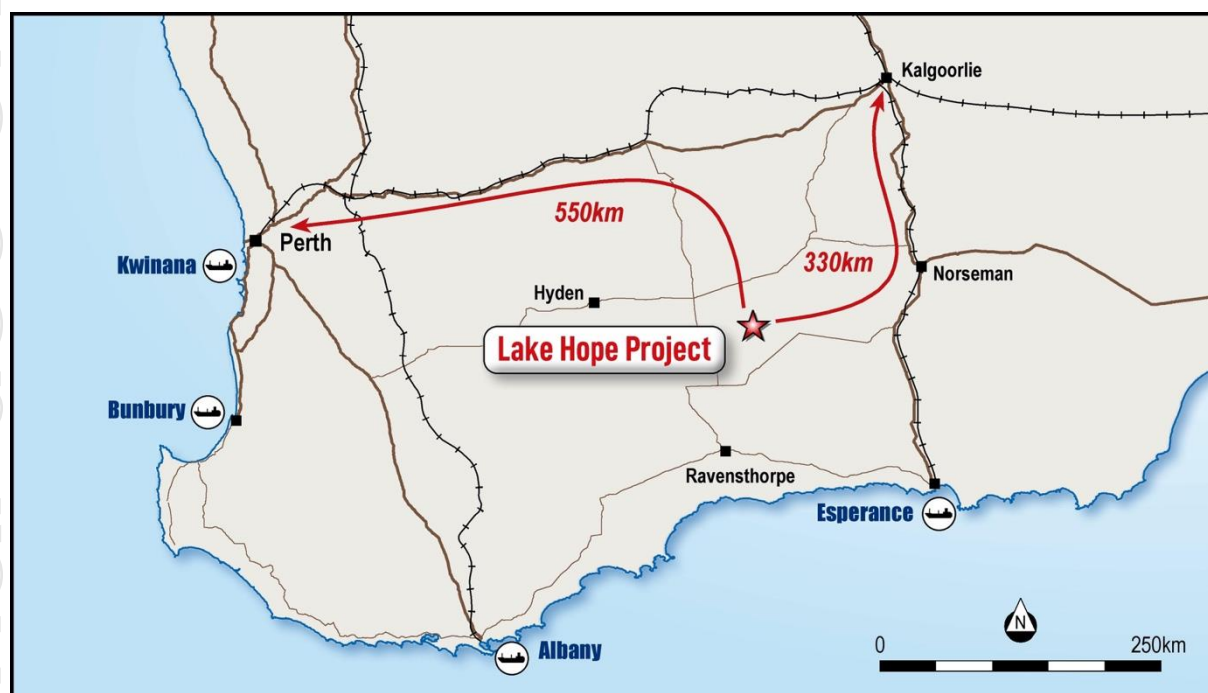 Kalgoorlie
550km
Perth
Kwinana
330km
Norseman
Hyden
Lake Hope Project
Bunbury
Ravensthorpe
Esperance
Albany
N
0
250km